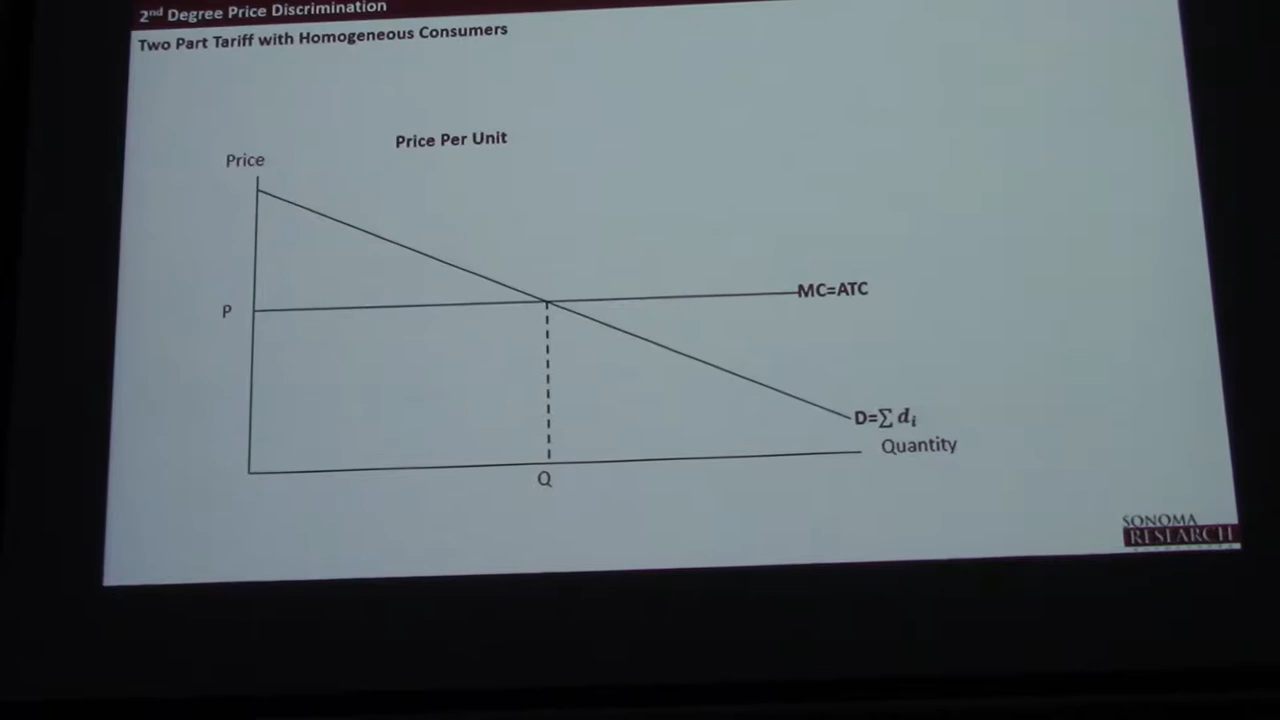 2nd Degree Price Discrimination
Two Part Tariff with Homogeneous Consumers
Price Per Unit
Price
MC=ATC
P
D=∑ dᵢ
Quantity
Q
SONOMA
RESEARCH